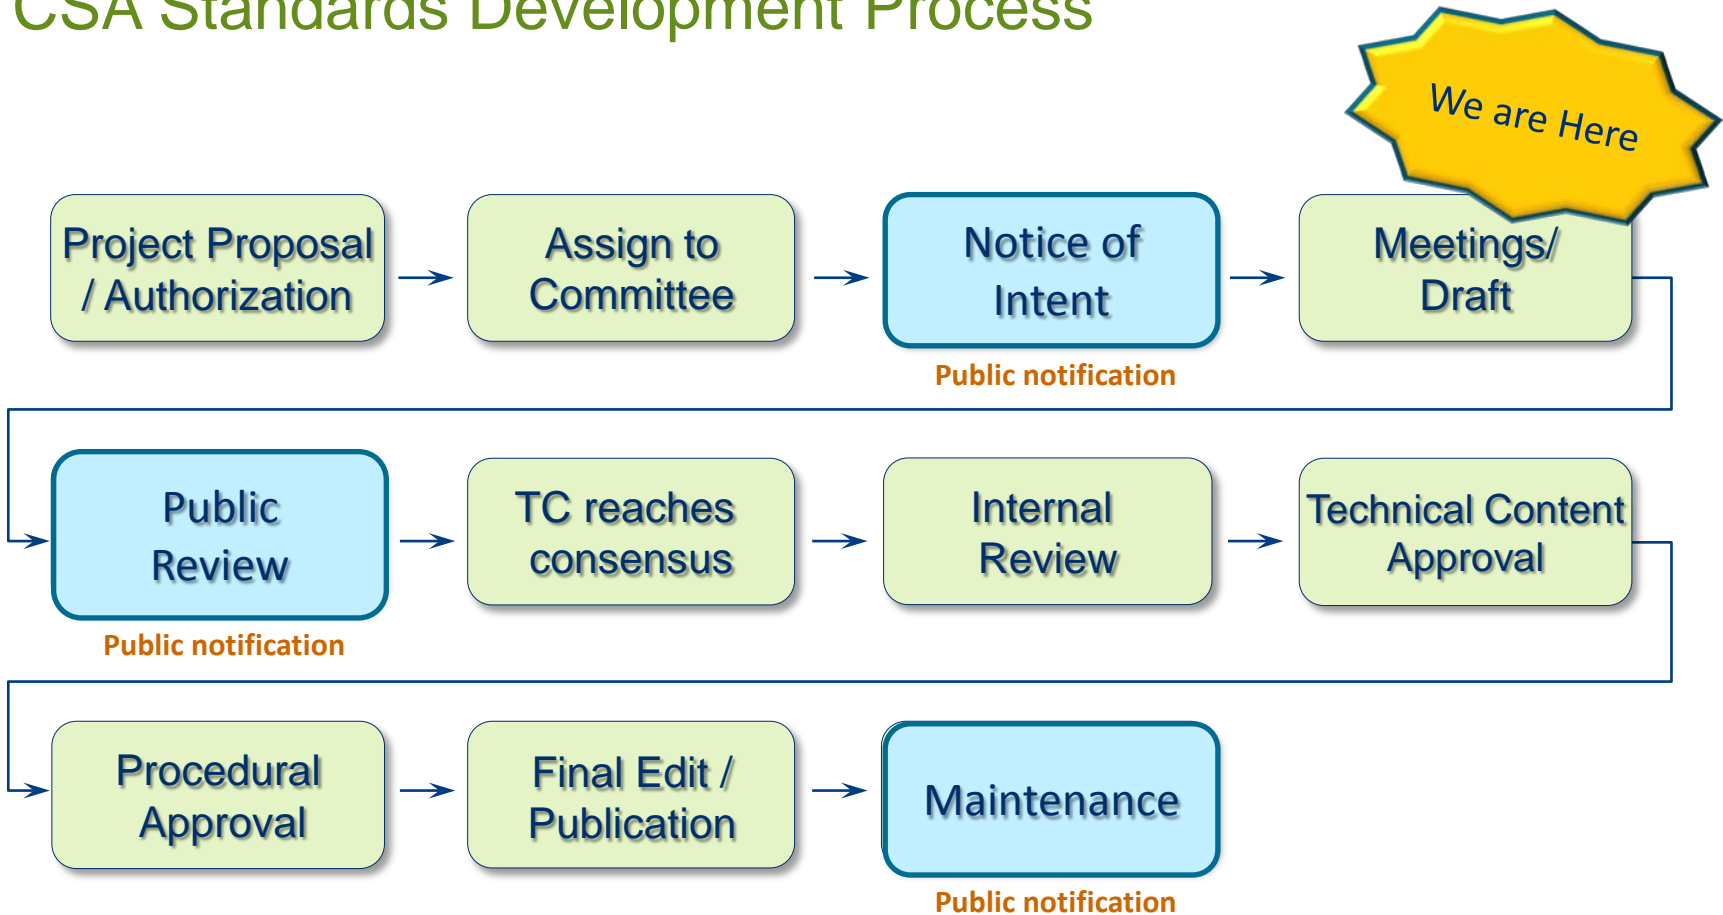 CSA Standards Development Process
We are Here
Project Proposal
/ Authorization
Assign to
Committee
Notice of
Intent
Public notification
Meetings/
Draft
Public
Review
Public notification
TC reaches
consensus
Internal
Review
Technical Content
Approval
Procedural
Approval
Final Edit /
Publication
Maintenance
Public notification